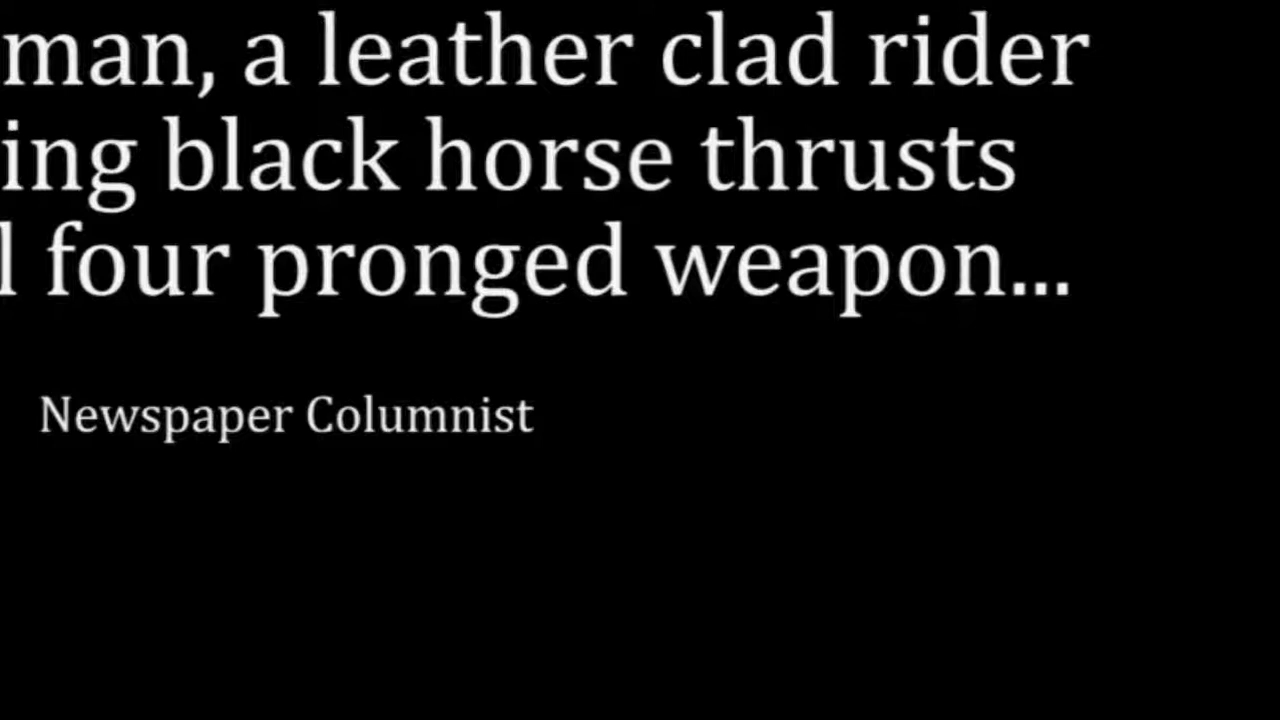 man, a leather clad rider
ing black horse thrusts
l four pronged weapon...
Newspaper Columnist